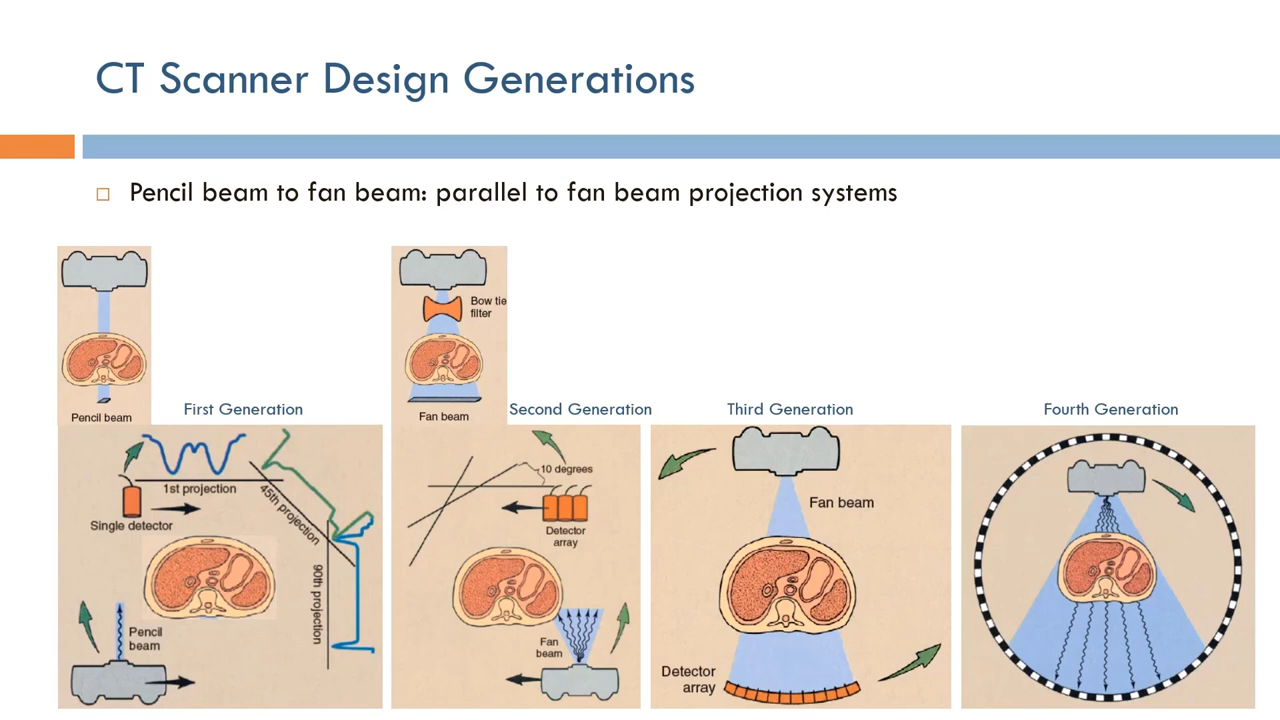 CT Scanner Design Generations
Pencil beam to fan beam: parallel to fan beam projection systems
Pencil beam
Bow tie
filter
Fan beam
First Generation
Second Generation
Third Generation
Fourth Generation
1st projection
45th projection
90th projection
Single detector
Pencil
beam
10 degrees
Detector
array
Fan
beam
Fan beam
Detector
array